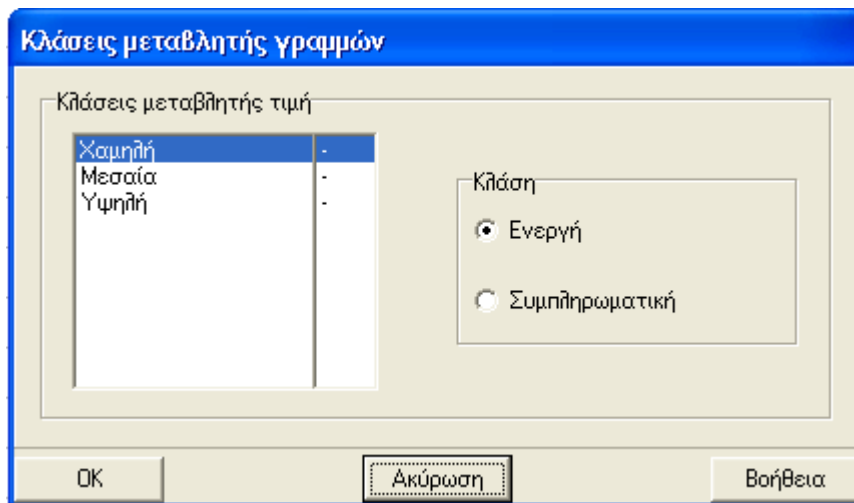 Κλάσεις μεταβλητής γραμμών
Κλάσεις μεταβλητής τιμή
Χαμηλή -
Μεσαία -
Υψηλή -
Κλάση
Ενεργή
Συμπληρωματική
OK
Ακύρωση
Βοήθεια